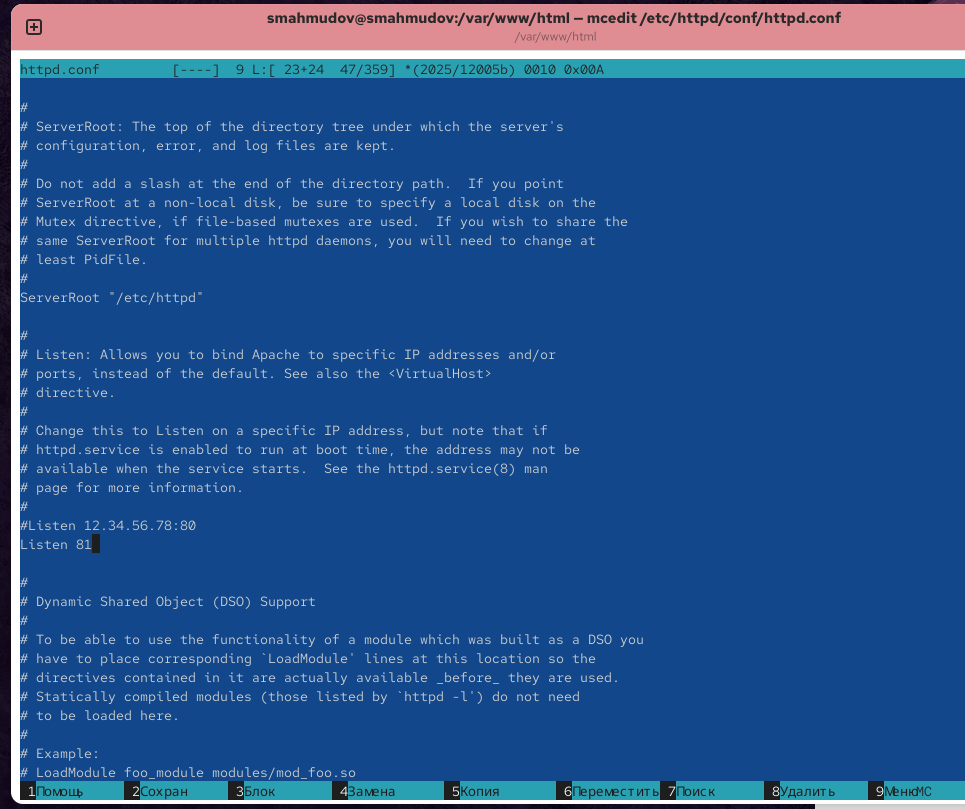 smahmudov@smahmudov:/var/www/html — mcedit /etc/httpd/conf/httpd.conf
/var/www/html
httpd.conf [----] 9 L:[ 23+24 47/359] *(2025/12005b) 0010 0x00A
#
# ServerRoot: The top of the directory tree under which the server's
# configuration, error, and log files are kept.
#
# Do not add a slash at the end of the directory path.  If you point
# ServerRoot at a non-local disk, be sure to specify a local disk on the
# Mutex directive, if file-based mutexes are used.  If you wish to share the
# same ServerRoot for multiple httpd daemons, you will need to change at
# least PidFile.
#
ServerRoot "/etc/httpd"
#
# Listen: Allows you to bind Apache to specific IP addresses and/or
# ports, instead of the default. See also the <VirtualHost>
# directive.
#
# Change this to Listen on a specific IP address, but note that if
# httpd.service is enabled to run at boot time, the address may not be
# available when the service starts.  See the httpd.service(8) man
# page for more information.
#
#Listen 12.34.56.78:80
Listen 81
#
# Dynamic Shared Object (DSO) Support
#
# To be able to use the functionality of a module which was built as a DSO you
# have to place corresponding `LoadModule' lines at this location so the
# directives contained in it are actually available _before_ they are used.
# Statically compiled modules (those listed by `httpd -l') do not need
# to be loaded here.
#
# Example:
# LoadModule foo_module modules/mod_foo.so
1Помощь 2Сохран 3Блок 4Замена 5Копия 6Переместить 7Поиск 8Удалить 9МенюMC